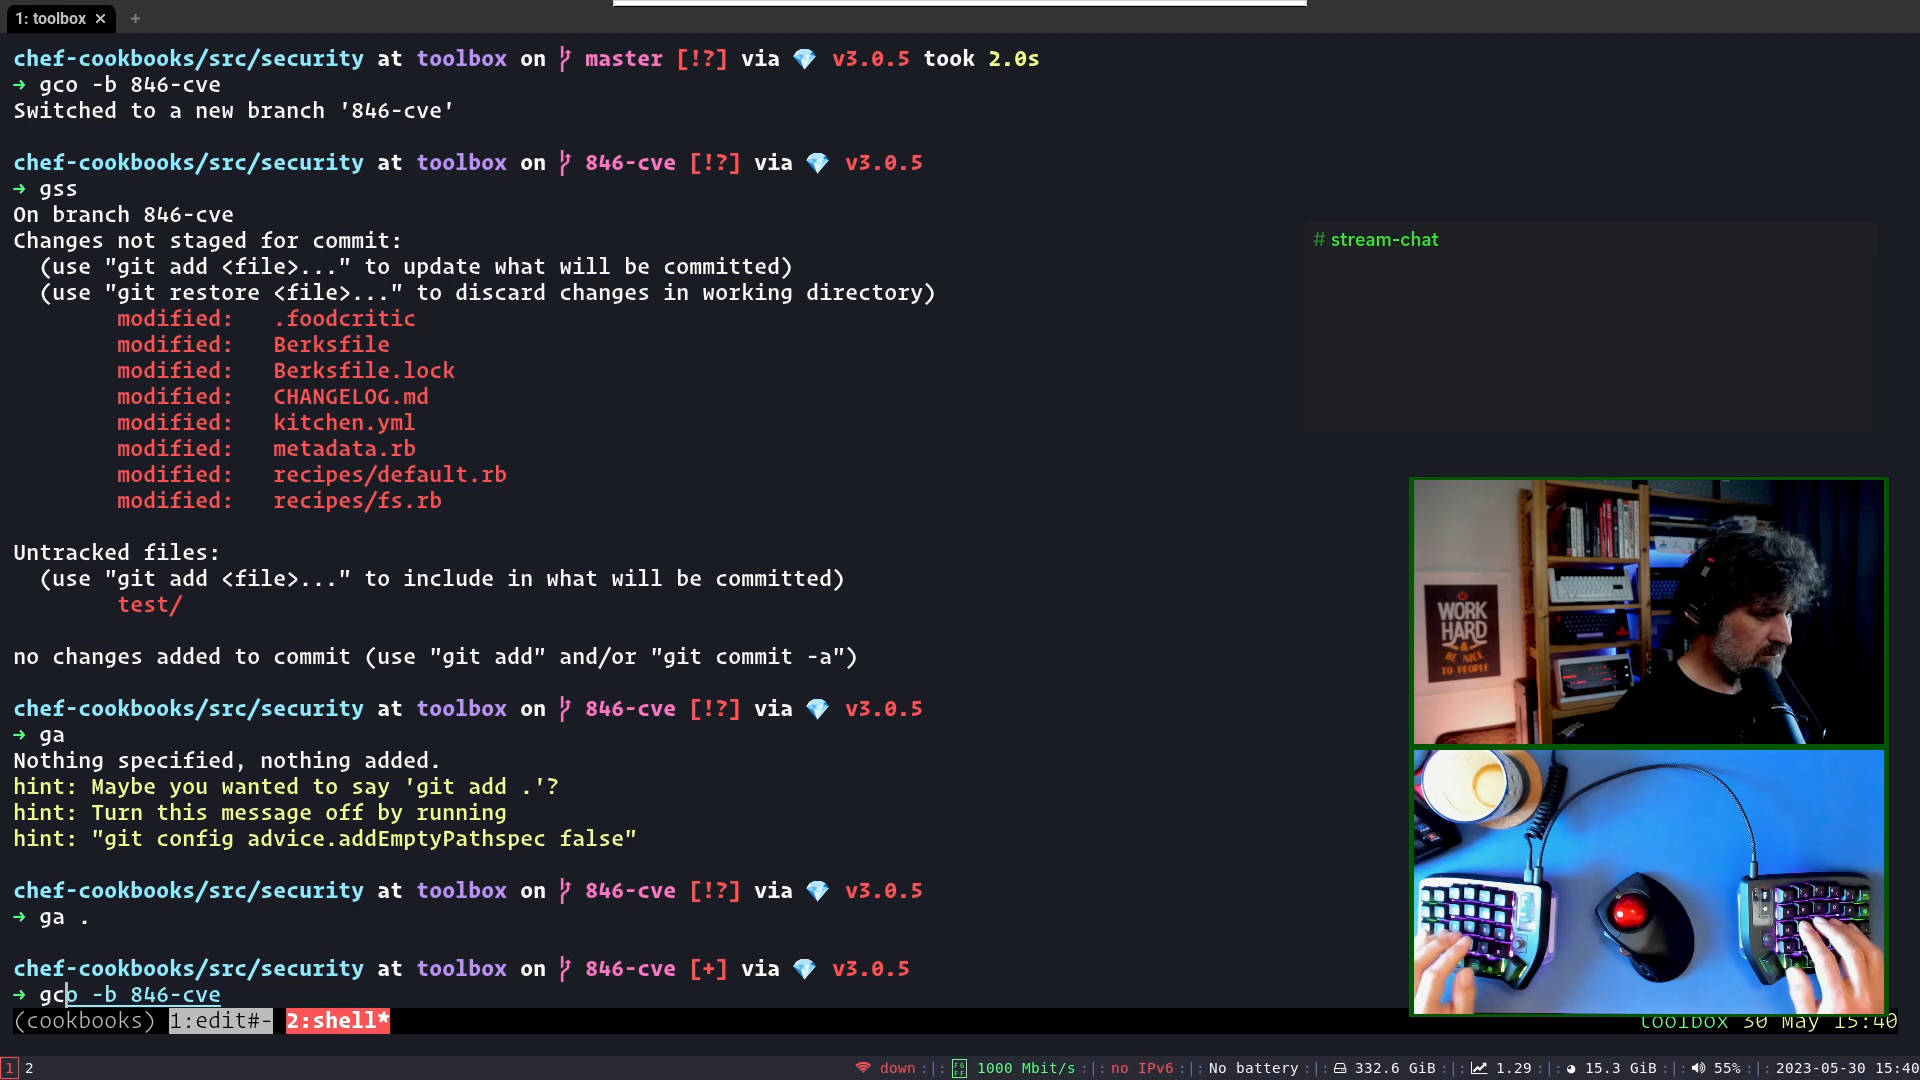 1: toolbox × +
chef-cookbooks/src/security at toolbox on master [!?] via 💎 v3.0.5 took 2.0s
➜ gco -b 846-cve
Switched to a new branch '846-cve'
chef-cookbooks/src/security at toolbox on 846-cve [!?] via 💎 v3.0.5
➜ gss
On branch 846-cve
Changes not staged for commit:
(use "git add <file>..." to update what will be committed)
(use "git restore <file>..." to discard changes in working directory)
modified:   .foodcritic
modified:   Berksfile
modified:   Berksfile.lock
modified:   CHANGELOG.md
modified:   kitchen.yml
modified:   metadata.rb
modified:   recipes/default.rb
modified:   recipes/fs.rb
Untracked files:
(use "git add <file>..." to include in what will be committed)
test/
no changes added to commit (use "git add" and/or "git commit -a")
chef-cookbooks/src/security at toolbox on 846-cve [!?] via 💎 v3.0.5
➜ ga
Nothing specified, nothing added.
hint: Maybe you wanted to say 'git add .'?
hint: Turn this message off by running
hint: "git config advice.addEmptyPathspec false"
chef-cookbooks/src/security at toolbox on 846-cve [!?] via 💎 v3.0.5
➜ ga .
chef-cookbooks/src/security at toolbox on 846-cve [+] via 💎 v3.0.5
➜ gco -b 846-cve
(cookbooks) 1:edit#- 2:shell*
toolbox 30 May 15:40
# stream-chat
WORK
HARD
&
BE NICE
TO PEOPLE
1 2
down :|: 1000 Mbit/s :|: no IPv6 :|: No battery :|: 332.6 GiB :|: 1.29 :|: 15.3 GiB :|: 55% :|: 2023-05-30 15:40